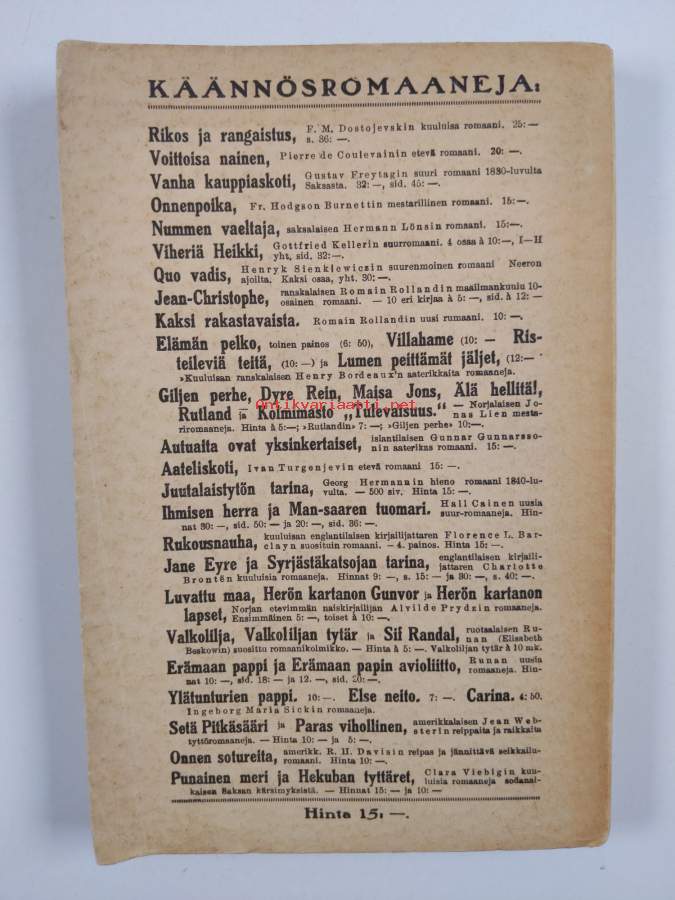 KÄÄNNÖSROMAANEJA:
Rikos ja rangaistus, F. M. Dostojevskin kuuluisa romaani. 25: —
s. 36: —.
Voittoisa nainen, Pierre de Coulevainin etevä romaani. 20: —.
Vanha kauppiaskoti, Gustav Freytagin suuri romaani 1830-luvulta
Saksasta. 32: —, sid. 45: —.
Onnenpoika, Fr. Hodgson Burnettin mestarillinen romaani. 15:—.
Nummen vaeltaja, saksalaisen Hermann Lönsin romaani. 15:—.
Viheriä Heikki, Gottfried Kellerin suurromaani. 4 osaa à 10:—, I—II
yht. sid. 32:—.
Quo vadis, Henryk Sienkiewiczin suurenmoinen romaani Neeron
ajoilta. Kaksi osaa, yht. 30: —.
Jean-Christophe, ranskalaisen Romain Rollandin maailmankuulu 10-
osainen romaani. — 10 eri kirjaa à 5: —, sid. à 12: —
Kaksi rakastavaista. Romain Rollandin uusi rumaani. 10: —.
Elämän pelko, toinen painos (6: 50), Villahame (10: — Ris-
teileviä teitä, (10: —) ja Lumen peittämät jäljet, (12:—
»Kuuluisan ranskalaisen Henry Bordeaux'n aaterikkaita romaaneja.
Giljen perhe, Dyre Rein, Maisa Jons, Älä hellitä!,
Rutland ja Kolmimasto „Tulevaisuus.“ — Norjalaisen Jo-
nas Lien mesta-
riromaaneja. Hinta à 5:—; »Rutlandin» 7: —; »Giljen perhe» 10:—.
Antikvariaatti.net
Autuaita ovat yksinkertaiset, islantilaisen Gunnar Gunnarsso-
nin aaterikas romaani. 15: —.
Aateliskoti, Ivan Turgenjevin etevä romaani 15: —.
Juutalaistytön tarina, Georg Hermannin hieno romaani 1840-lu-
vulta. — 500 siv. Hinta 15: —.
Ihmisen herra ja Man-saaren tuomari. Hall Cainen uusia
suur-romaaneja. Hin-
nat 30: —, sid. 50: — ja 20: —, sid. 36: —.
Rukousnauha, kuuluisan englantilaisen kirjailijattaren Florence L. Bar-
clayn suosituin romaani. — 4. painos. Hinta 15: —.
Jane Eyre ja Syrjästäkatsojan tarina, englantilaisen kirjaili-
jattaren Charlotte
Brontën kuuluisia romaaneja. Hinnat 9: —, s. 15: — ja 30: —, s. 40: —.
Luvattu maa, Herön kartanon Gunvor ja Herön kartanon
lapset, Norjan etevimmän naiskirjailijan Alvilde Prydzin romaaneja.
Ensimmäinen 5: —, toiset à 10: —.
Valkolilja, Valkoliljan tytär ja Sif Randal, ruotsalaisen Ru-
nan (Elisabeth
Beskowin) suosittu romaanikolmikko. — Hinta à 5: —. Valkoliljan tytär à 10 mk.
Erämaan pappi ja Erämaan papin avioliitto, Runan uusia
romaaneja. Hin-
nat 10: —, sid. 18: — ja 12. —, sid. 20: —.
Ylätunturien pappi. 10: —. Else neito. 7: —. Carina. 4: 50.
Ingeborg Maria Sickin romaaneja.
Setä Pitkäsääri ja Paras vihollinen, amerikkalaisen Jean Web-
sterin reippaita ja raikkaita
tyttöromaaneja. — Hinta 10: — ja 5: —.
Onnen sotureita, amerikk. R. H. Davisin reipas ja jännittävä seikkailu-
romaani. Hinta 10: —.
Punainen meri ja Hekuban tyttäret, Clara Viebigin kuu-
luisia romaaneja sodanai-
kaisen Saksan kärsimyksistä. — Hinnat 15: — ja 10: —
Hinta 15: —.